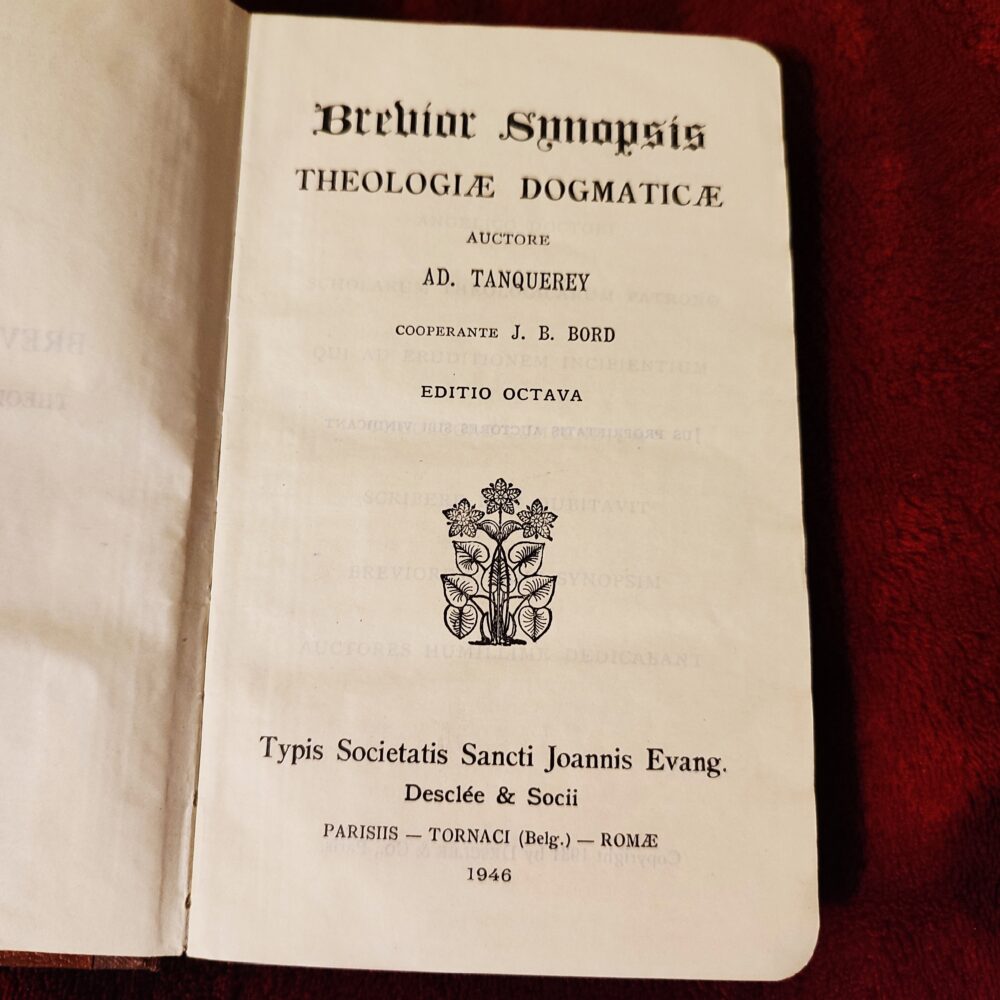 Brevior Synopsis
THEOLOGIÆ DOGMATICÆ
AUCTORE
AD. TANQUEREY
COOPERANTE J. B. BORD
EDITIO OCTAVA
Typis Societatis Sancti Joannis Evang.
Desclée & Socii
PARISIIS — TORNACI (Belg.) — ROMÆ
1946